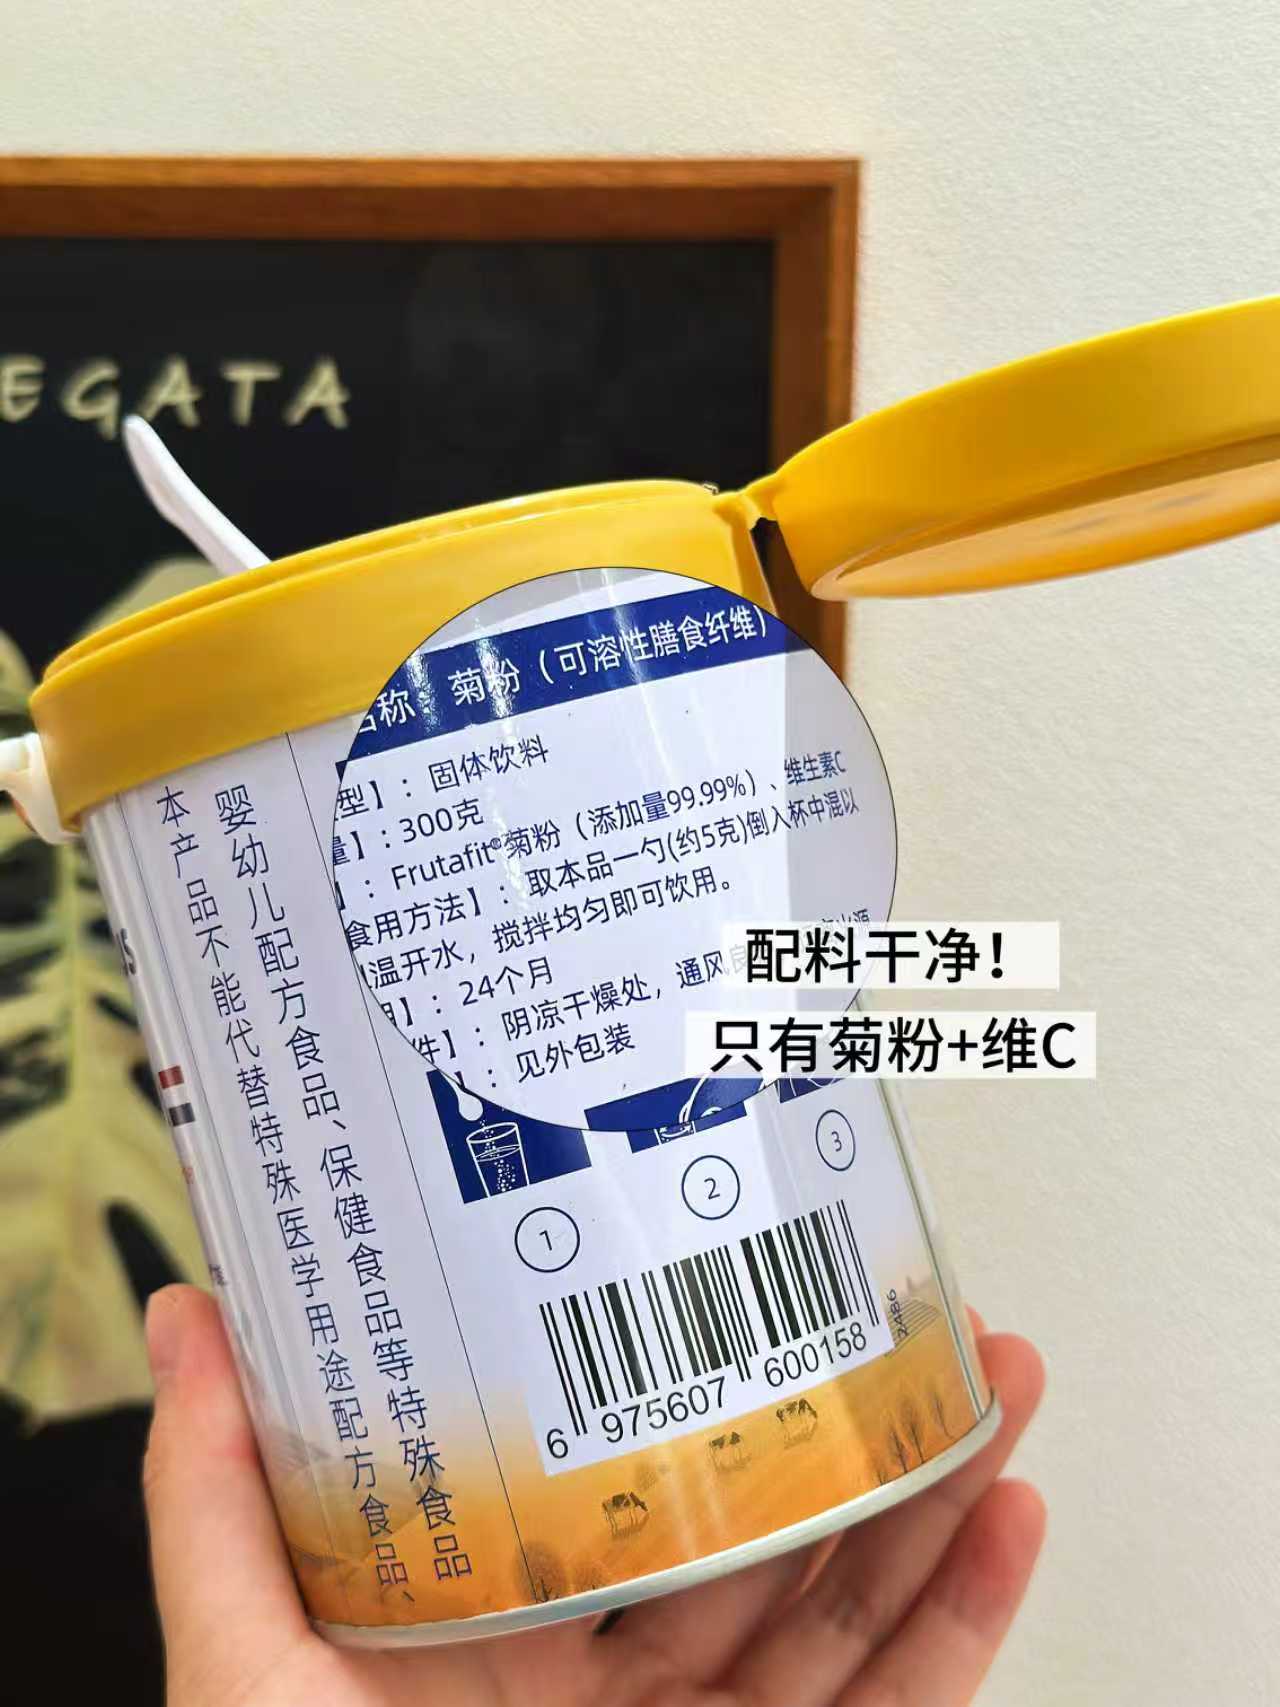 EGATA
名称 菊粉（可溶性膳食纤维）
型】：固体饮料
量】：300克
】：Frutafit®菊粉（添加量99.99%）、维生素C
食用方法】：取本品一勺(约5克)倒入杯中混以
温开水，搅拌均匀即可饮用。
期】：24个月
件】：阴凉干燥处，通风良
火源
】：见外包装
配料干净！
只有菊粉+维C
本产品不能代替特殊医学用途配方食品、
婴幼儿配方食品、保健食品等特殊食品
1
2
3
6 975607 600158
2486